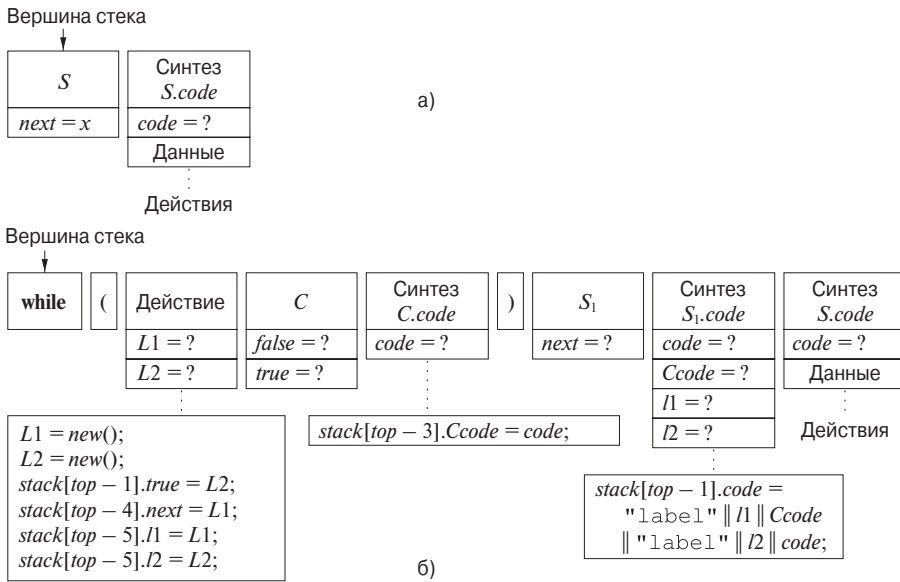 Вершина стека
S
next = x
Синтез
S.code
code = ?
Данные
Действия
а)
Вершина стека
while
(
Действие
L1 = ?
L2 = ?
C
false = ?
true = ?
Синтез
C.code
code = ?
)
S₁
next = ?
Синтез
S₁.code
code = ?
Ccode = ?
l1 = ?
l2 = ?
Синтез
S.code
code = ?
Данные
Действия
L1 = new();
L2 = new();
stack[top − 1].true = L2;
stack[top − 4].next = L1;
stack[top − 5].l1 = L1;
stack[top − 5].l2 = L2;
stack[top − 3].Ccode = code;
stack[top − 1].code =
"label" || l1 || Ccode
|| "label" || l2 || code;
б)